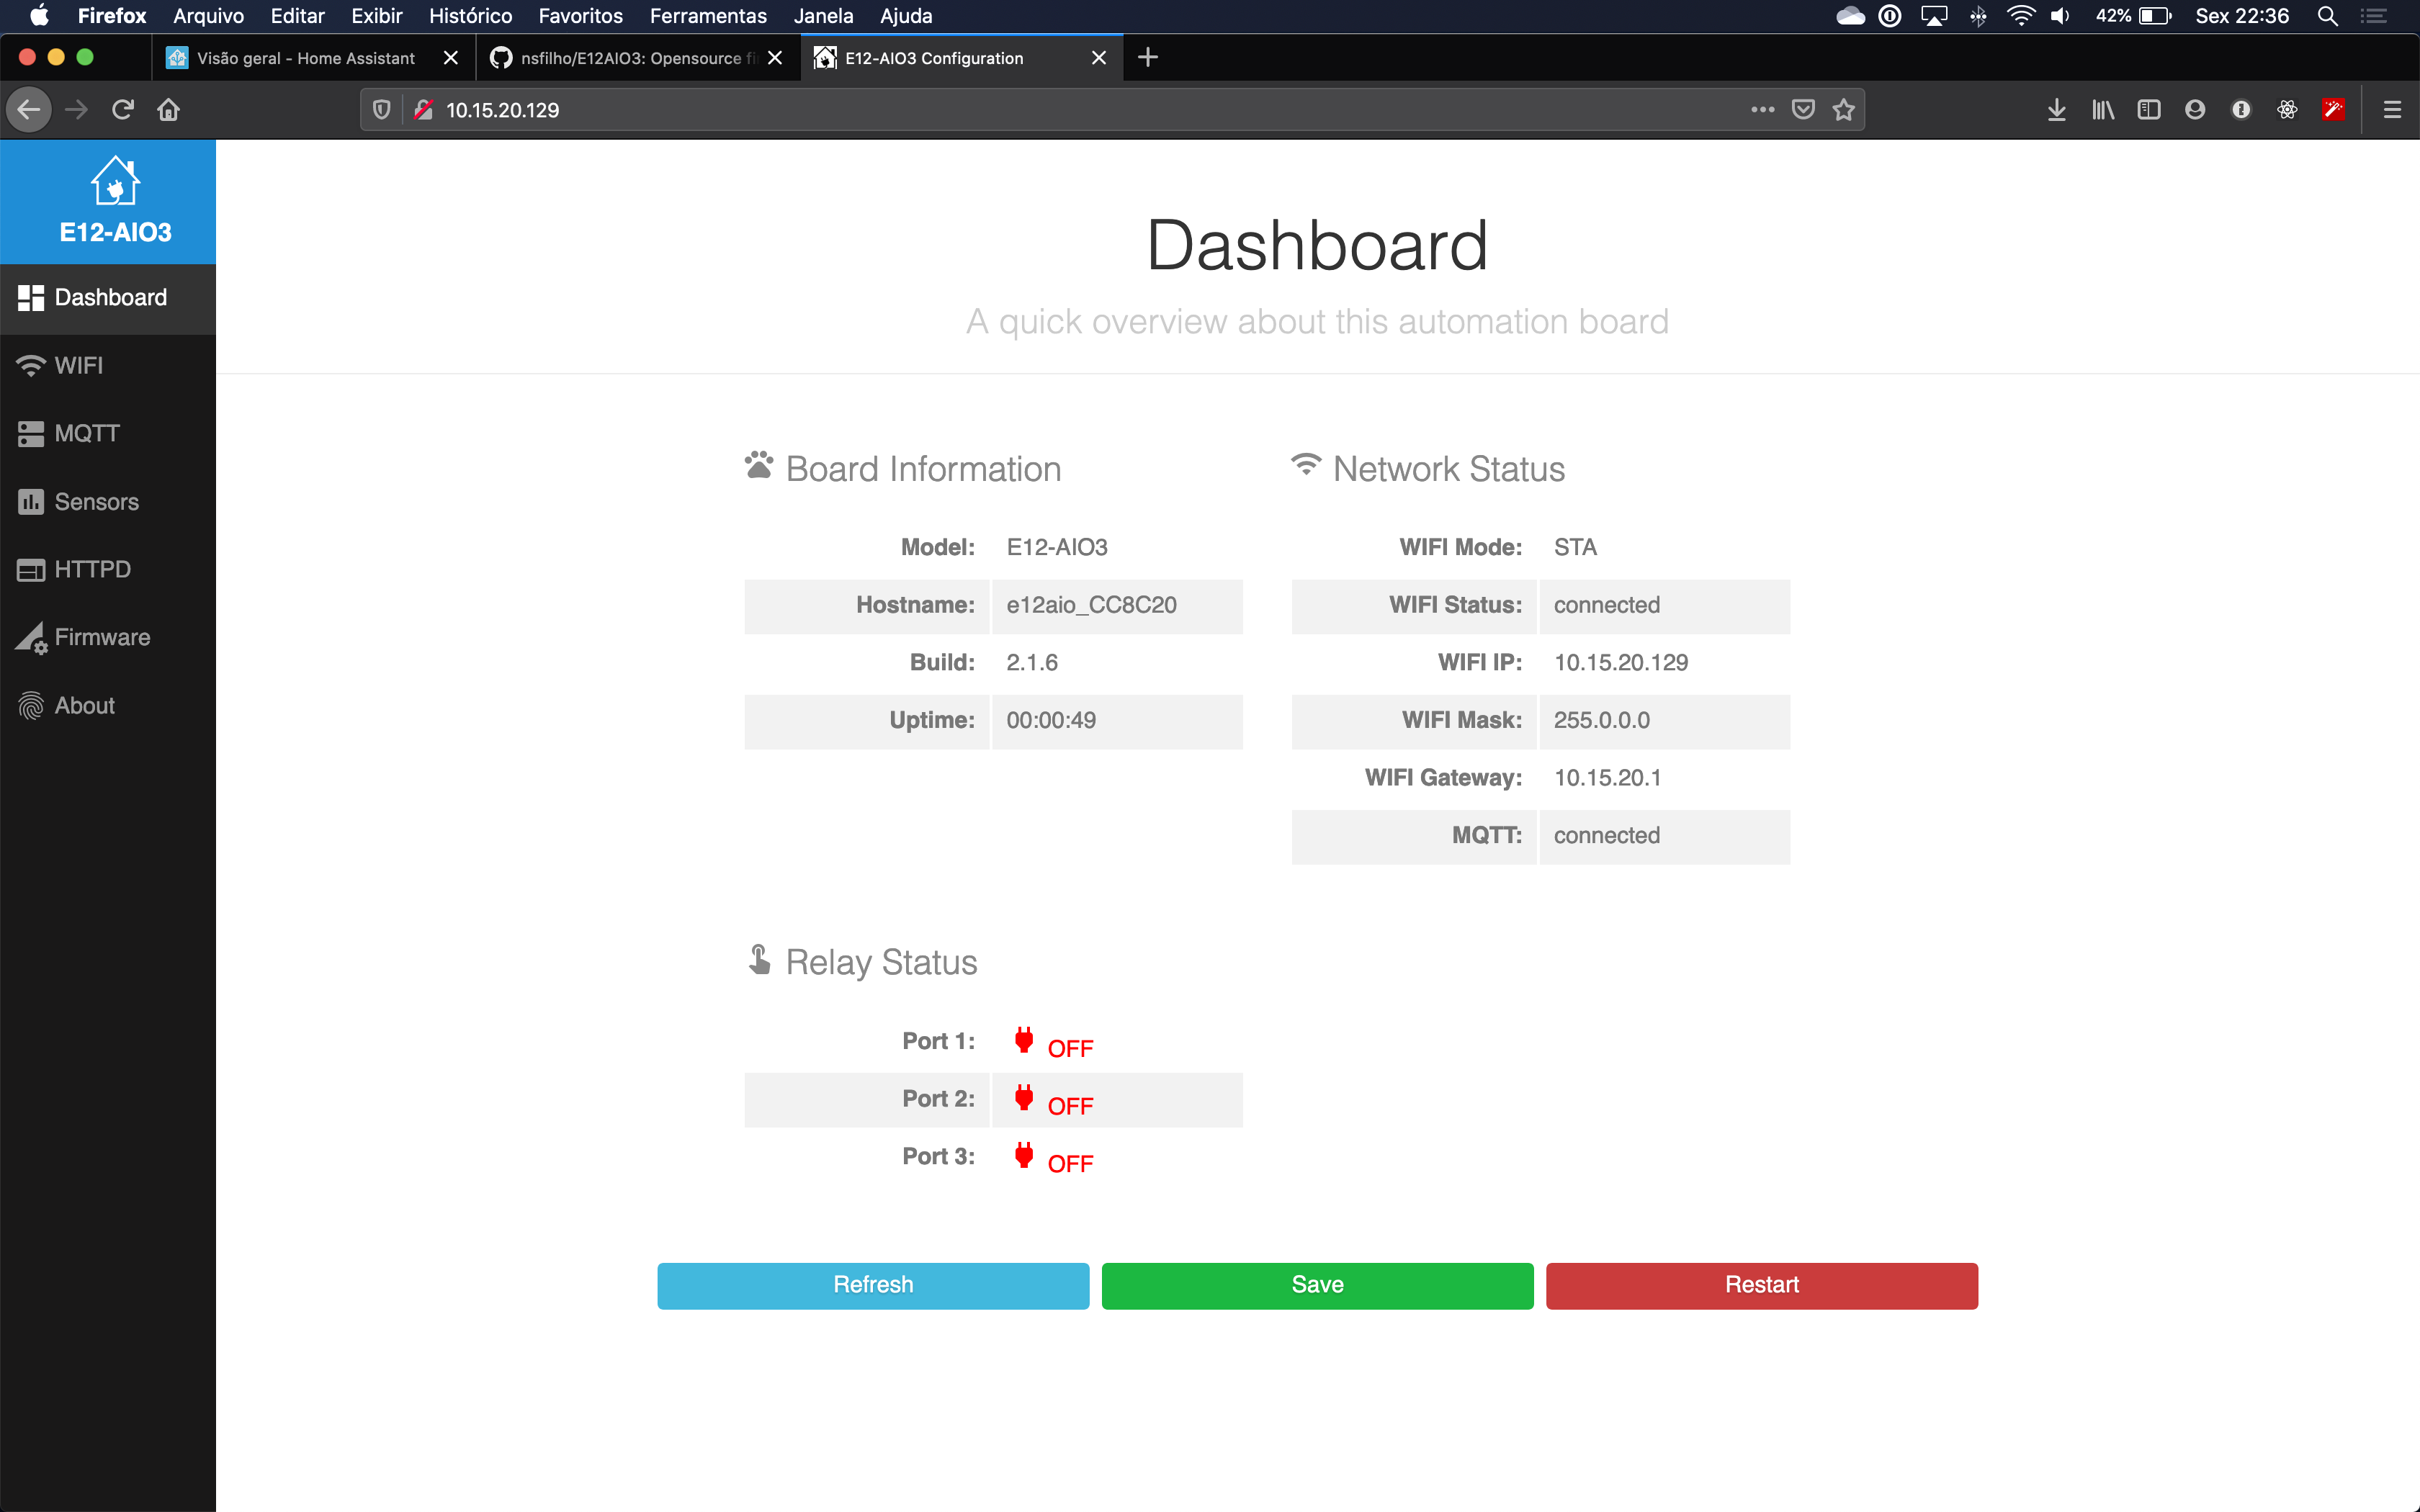 Firefox Arquivo Editar Exibir Histórico Favoritos Ferramentas Janela Ajuda 42% Sex 22:36
Visão geral - Home Assistant nsfilho/E12AIO3: Opensource fi E12-AIO3 Configuration
10.15.20.129
E12-AIO3
Dashboard
WIFI
MQTT
Sensors
HTTPD
Firmware
About
Dashboard
A quick overview about this automation board
Board Information
Model: E12-AIO3
Hostname: e12aio_CC8C20
Build: 2.1.6
Uptime: 00:00:49
Network Status
WIFI Mode: STA
WIFI Status: connected
WIFI IP: 10.15.20.129
WIFI Mask: 255.0.0.0
WIFI Gateway: 10.15.20.1
MQTT: connected
Relay Status
Port 1: OFF
Port 2: OFF
Port 3: OFF
Refresh Save Restart